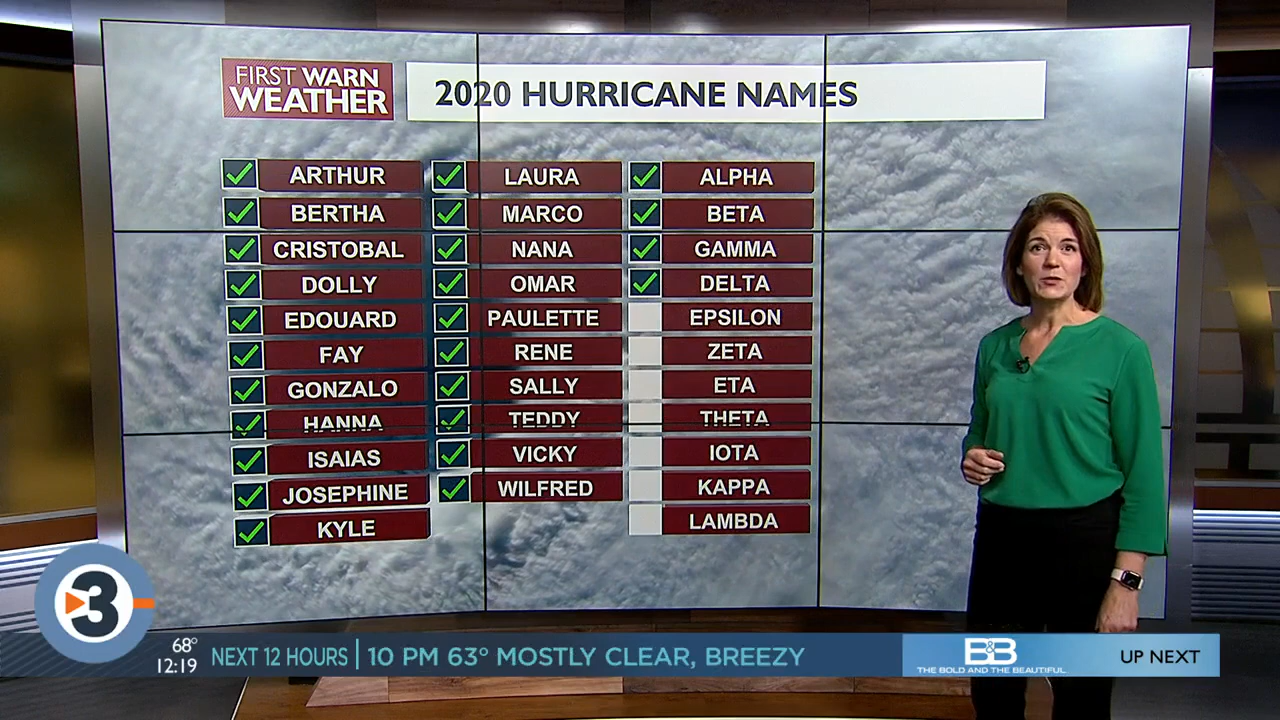 FIRST WARN
WEATHER
2020 HURRICANE NAMES
ARTHUR
BERTHA
CRISTOBAL
DOLLY
EDOUARD
FAY
GONZALO
HANNA
ISAIAS
JOSEPHINE
KYLE
LAURA
MARCO
NANA
OMAR
PAULETTE
RENE
SALLY
TEDDY
VICKY
WILFRED
ALPHA
BETA
GAMMA
DELTA
EPSILON
ZETA
ETA
THETA
IOTA
KAPPA
LAMBDA
3
68°
12:19
NEXT 12 HOURS | 10 PM 63° MOSTLY CLEAR, BREEZY
B&B
THE BOLD AND THE BEAUTIFUL
UP NEXT